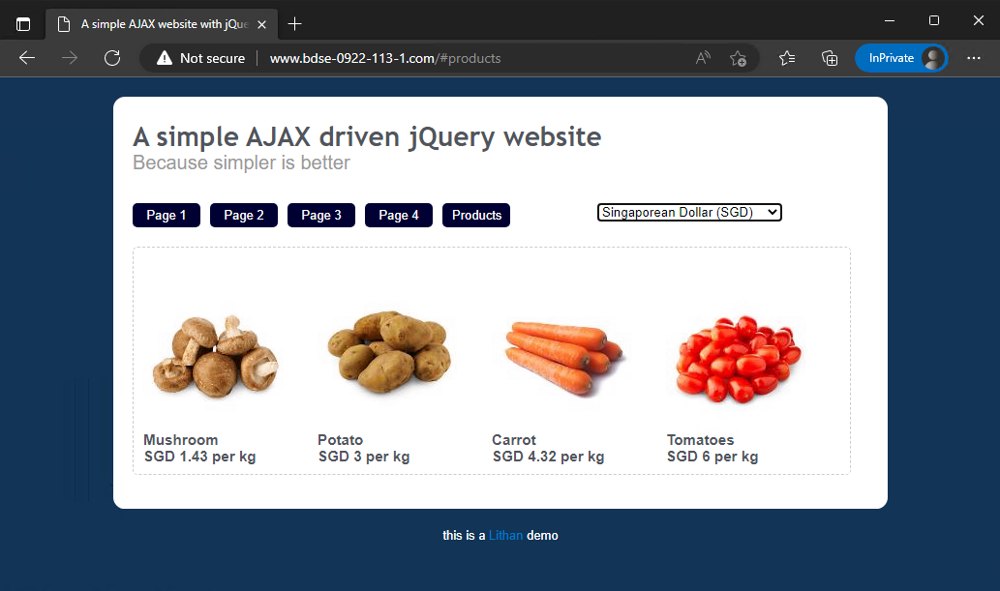 A simple AJAX website with jQue
Not secure
www.bdse-0922-113-1.com/#products
InPrivate
A simple AJAX driven jQuery website
Because simpler is better
Page 1 Page 2 Page 3 Page 4 Products
Singaporean Dollar (SGD)
Mushroom Potato Carrot Tomatoes
SGD 1.43 per kg SGD 3 per kg SGD 4.32 per kg SGD 6 per kg
this is a Lithan demo